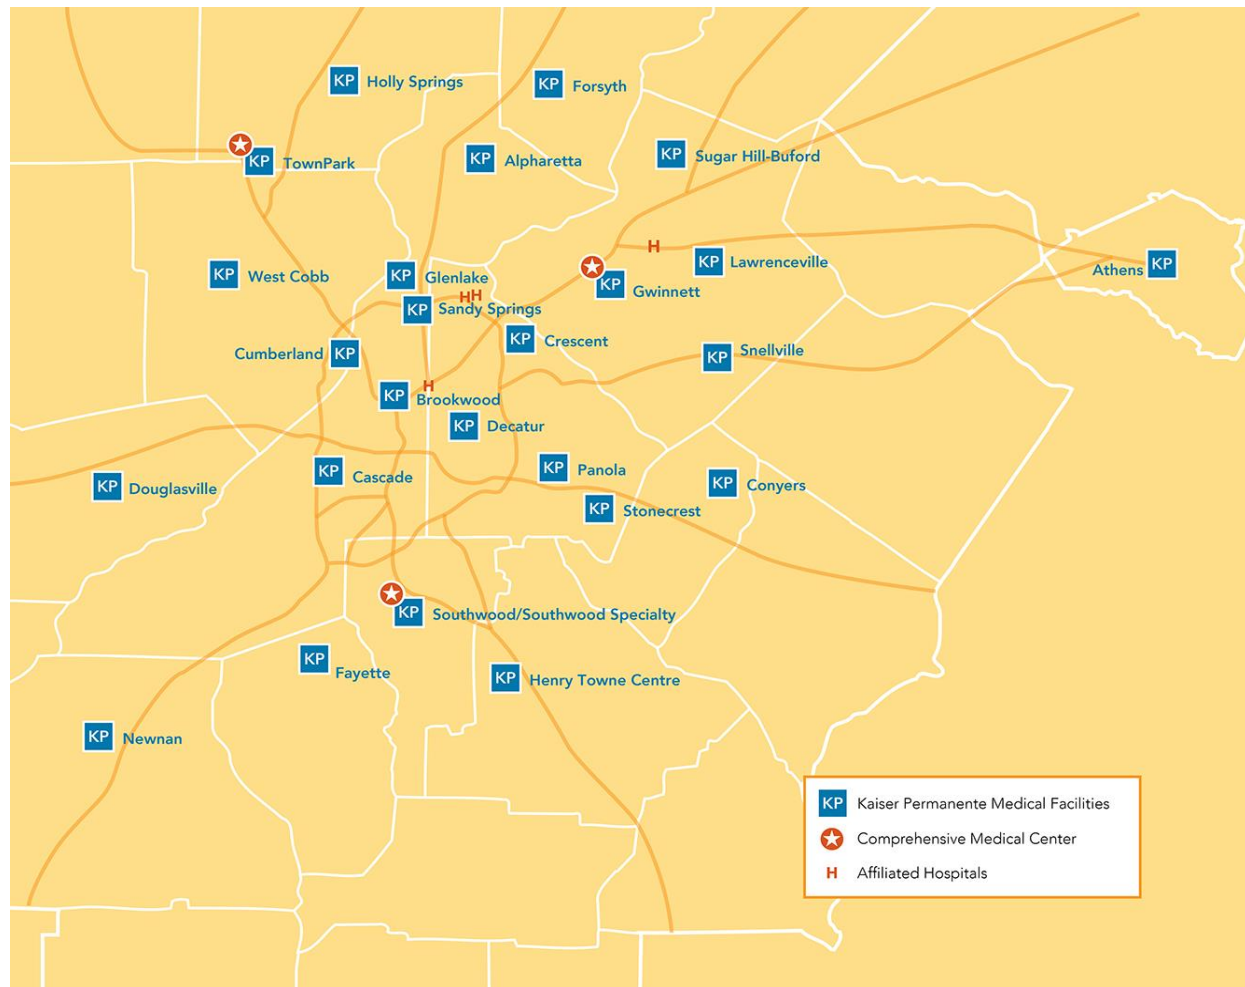 KP Holly Springs
KP Forsyth
KP TownPark
KP Alpharetta
KP Sugar Hill-Buford
KP West Cobb
KP Glenlake
H
KP Lawrenceville
Athens KP
KP Gwinnett
H H
KP Sandy Springs
KP Crescent
Cumberland KP
KP Snellville
H
KP Brookwood
KP Decatur
KP Cascade
KP Panola
KP Douglasville
KP Conyers
KP Stonecrest
KP Southwood/Southwood Specialty
KP Fayette
KP Henry Towne Centre
KP Newnan
KP Kaiser Permanente Medical Facilities
Comprehensive Medical Center
H Affiliated Hospitals